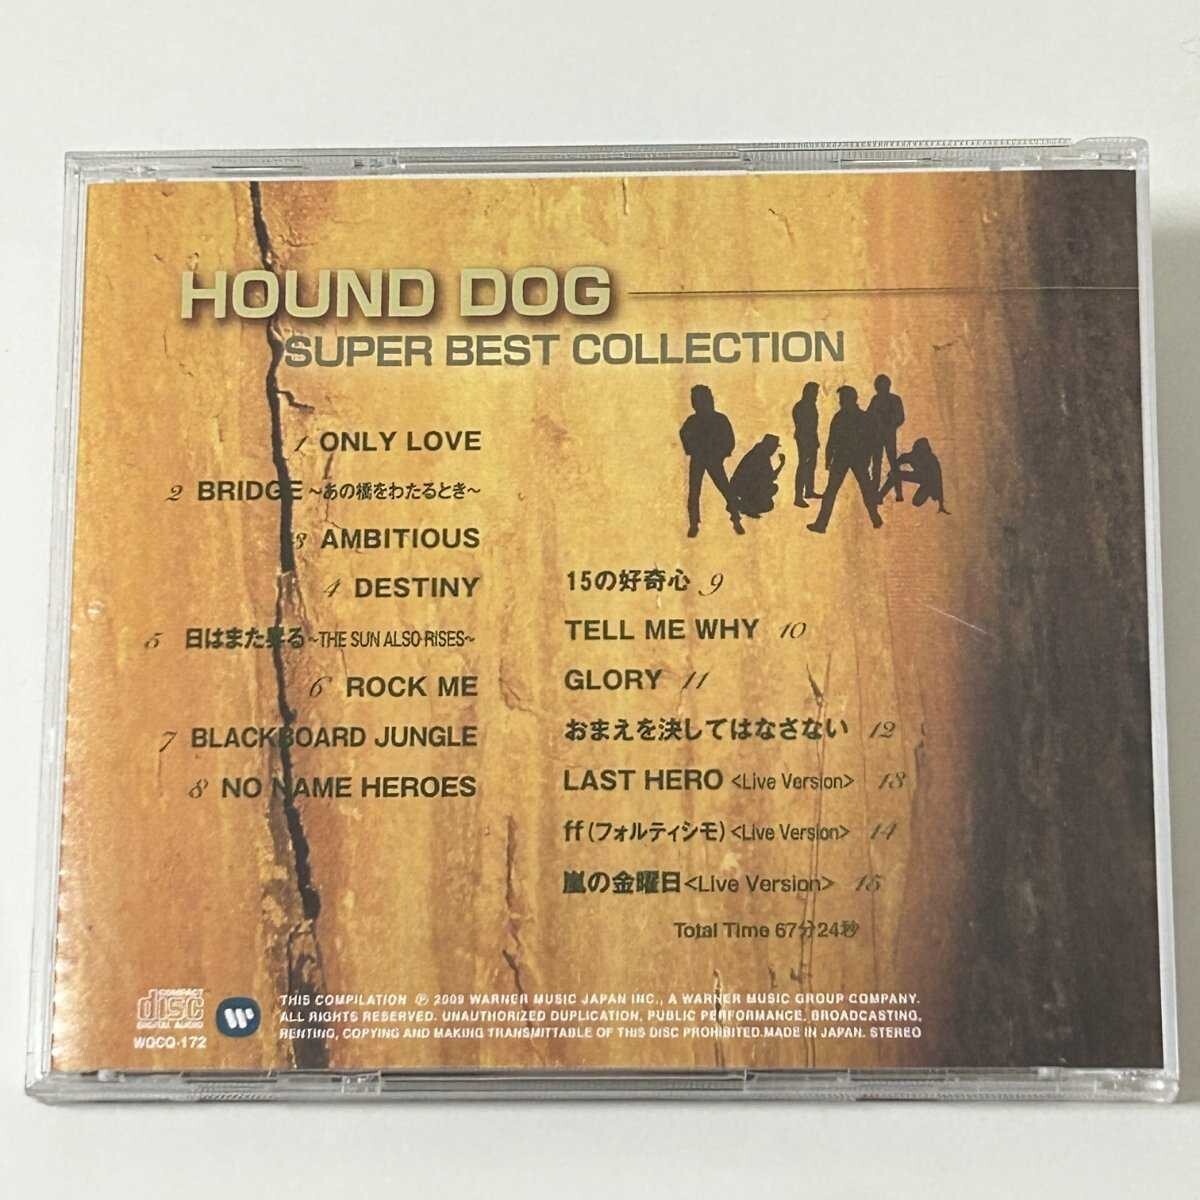 HOUND DOG
SUPER BEST COLLECTION
1 ONLY LOVE
2 BRIDGE ~あの橋をわたるとき~
3 AMBITIOUS
4 DESTINY
5 日はまた昇る~THE SUN ALSO RISES~
6 ROCK ME
7 BLACKBOARD JUNGLE
8 NO NAME HEROES
15の好奇心 9
TELL ME WHY 10
GLORY 11
おまえを決してはなさない 12
LAST HERO <Live Version> 13
ff (フォルティシモ) <Live Version> 14
嵐の金曜日<Live Version> 15
Total Time 67分24秒
COMPACT
disc
DIGITAL AUDIO
WQCQ-172
THIS COMPILATION ℗ 2009 WARNER MUSIC JAPAN INC., A WARNER MUSIC GROUP COMPANY.
ALL RIGHTS RESERVED. UNAUTHORIZED DUPLICATION, PUBLIC PERFORMANCE, BROADCASTING,
RENTING, COPYING AND MAKING TRANSMITTABLE OF THIS DISC PROHIBITED.MADE IN JAPAN. STEREO